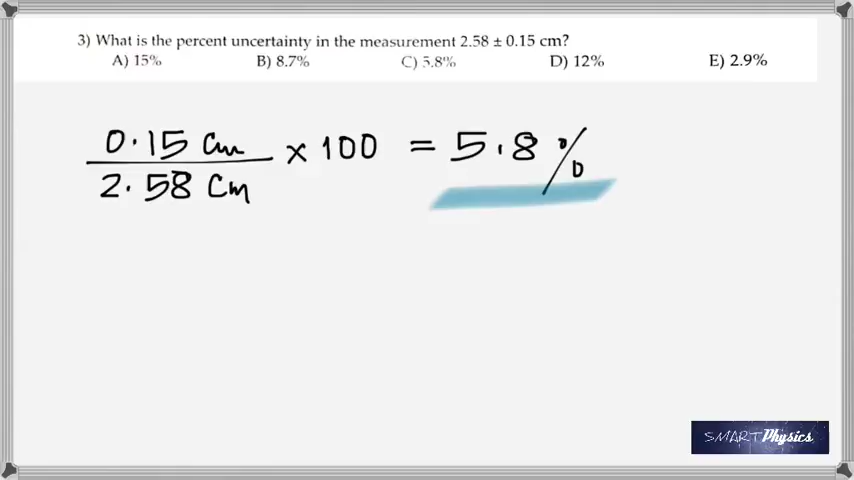 3) What is the percent uncertainty in the measurement 2.58 ± 0.15 cm?
A) 15% B) 8.7% C) 5.8% D) 12% E) 2.9%
0.15 cm
× 100 = 5.8 %
2.58 cm
SMARTPhysics